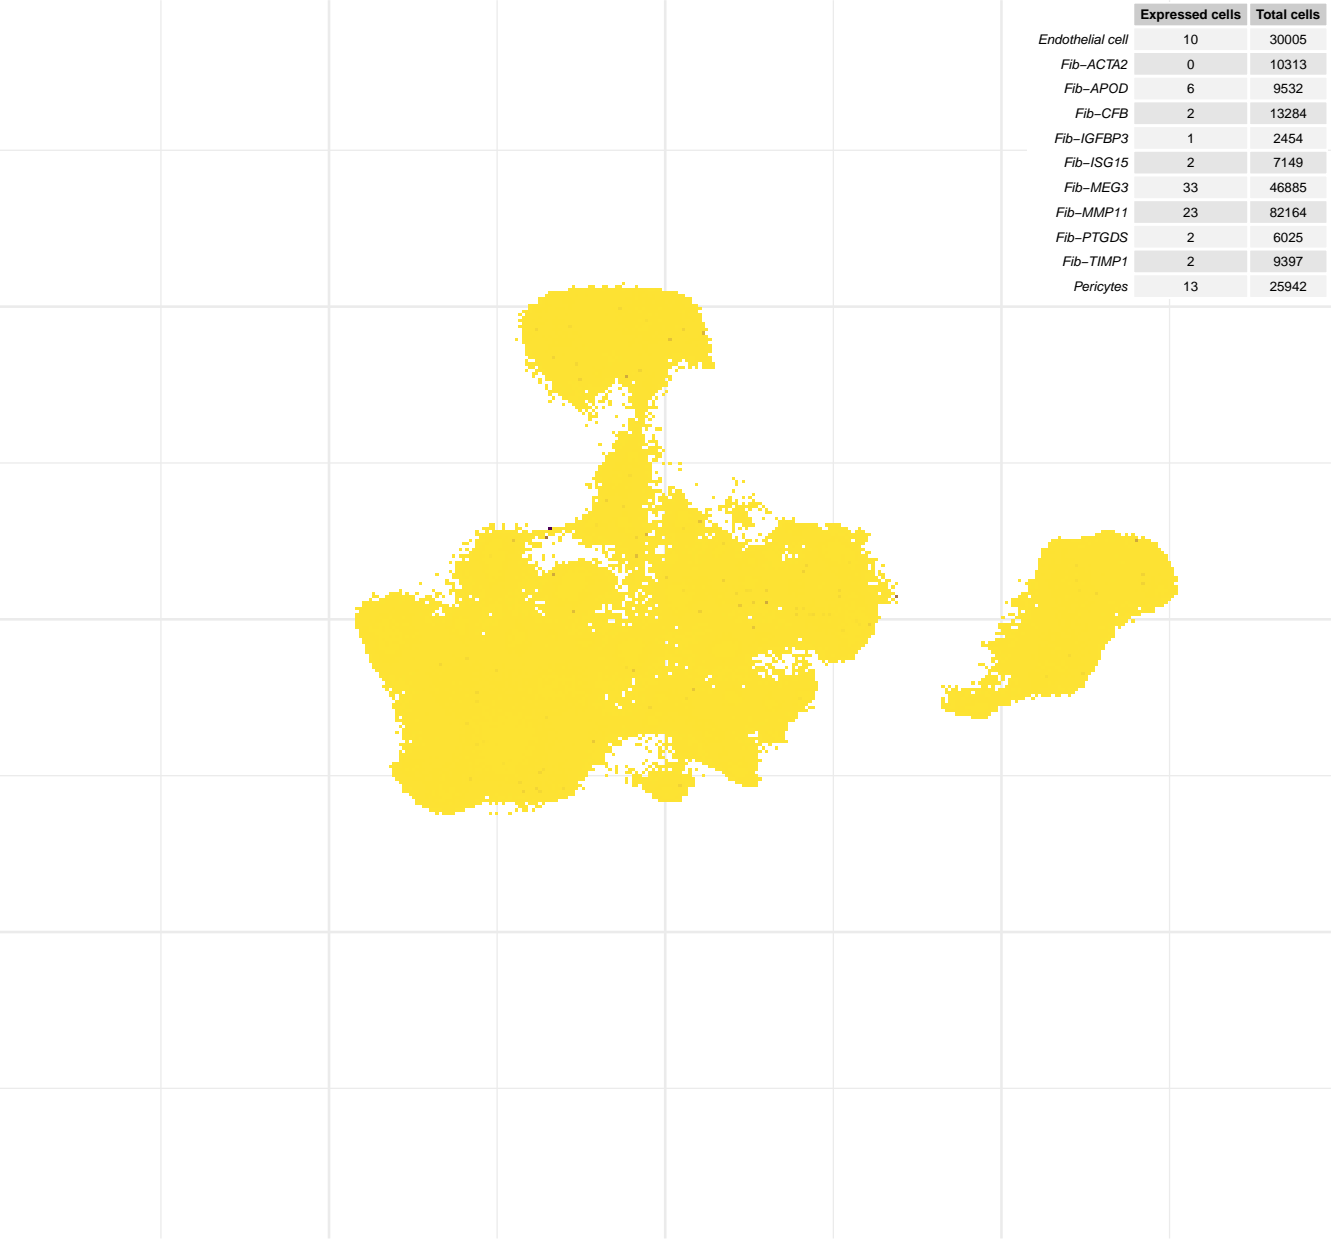 Expressed cells Total cells
Endothelial cell 10 30005
Fib−ACTA2 0 10313
Fib−APOD 6 9532
Fib−CFB 2 13284
Fib−IGFBP3 1 2454
Fib−ISG15 2 7149
Fib−MEG3 33 46885
Fib−MMP11 23 82164
Fib−PTGDS 2 6025
Fib−TIMP1 2 9397
Pericytes 13 25942